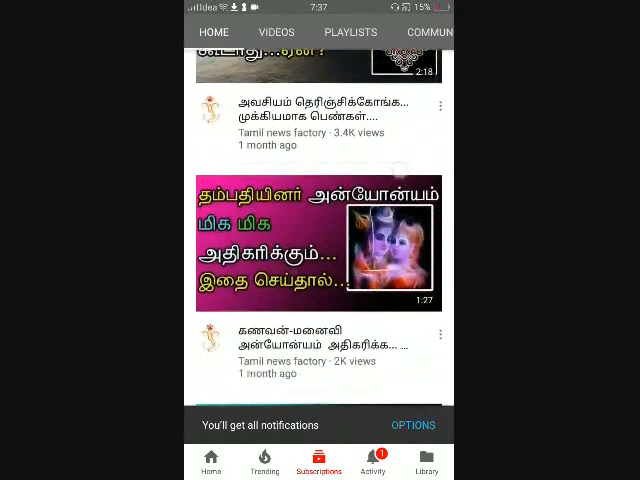 Idea 7:37 15%
HOME VIDEOS PLAYLISTS COMMUN
கூடாது...ஏன்?
2:18
அவசியம் தெரிஞ்சிக்கோங்க...
முக்கியமாக பெண்கள்....
Tamil news factory · 3.4K views
1 month ago
தம்பதியினர் அன்யோன்யம்
மிக மிக
அதிகரிக்கும்...
இதை செய்தால்...
1:27
கணவன்-மனைவி
அன்யோன்யம் அதிகரிக்க... ...
Tamil news factory · 2K views
1 month ago
You'll get all notifications OPTIONS
1
Home Trending Subscriptions Activity Library